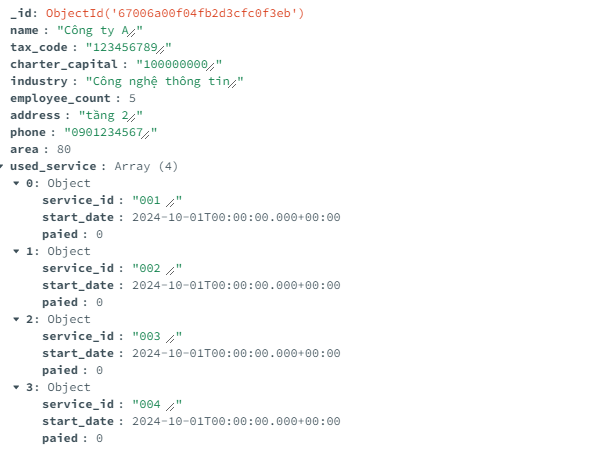 _id: ObjectId('67006a00f04fb2d3cfc0f3eb')
name : "Công ty A"
tax_code : "123456789"
charter_capital : "100000000"
industry : "Công nghệ thông tin"
employee_count : 5
address : "tầng 2"
phone : "0901234567"
area : 80
used_service : Array (4)
0: Object
service_id : "001 "
start_date : 2024-10-01T00:00:00.000+00:00
paied : 0
1: Object
service_id : "002 "
start_date : 2024-10-01T00:00:00.000+00:00
paied : 0
2: Object
service_id : "003 "
start_date : 2024-10-01T00:00:00.000+00:00
paied : 0
3: Object
service_id : "004 "
start_date : 2024-10-01T00:00:00.000+00:00
paied : 0